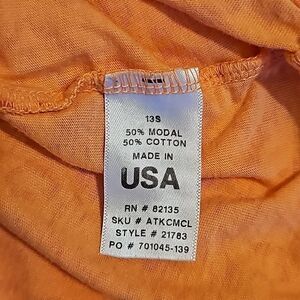 13S
50% MODAL
50% COTTON
MADE IN
USA
RN # 82135
SKU # ATKCMCL
STYLE # 21783
PO # 701045-139